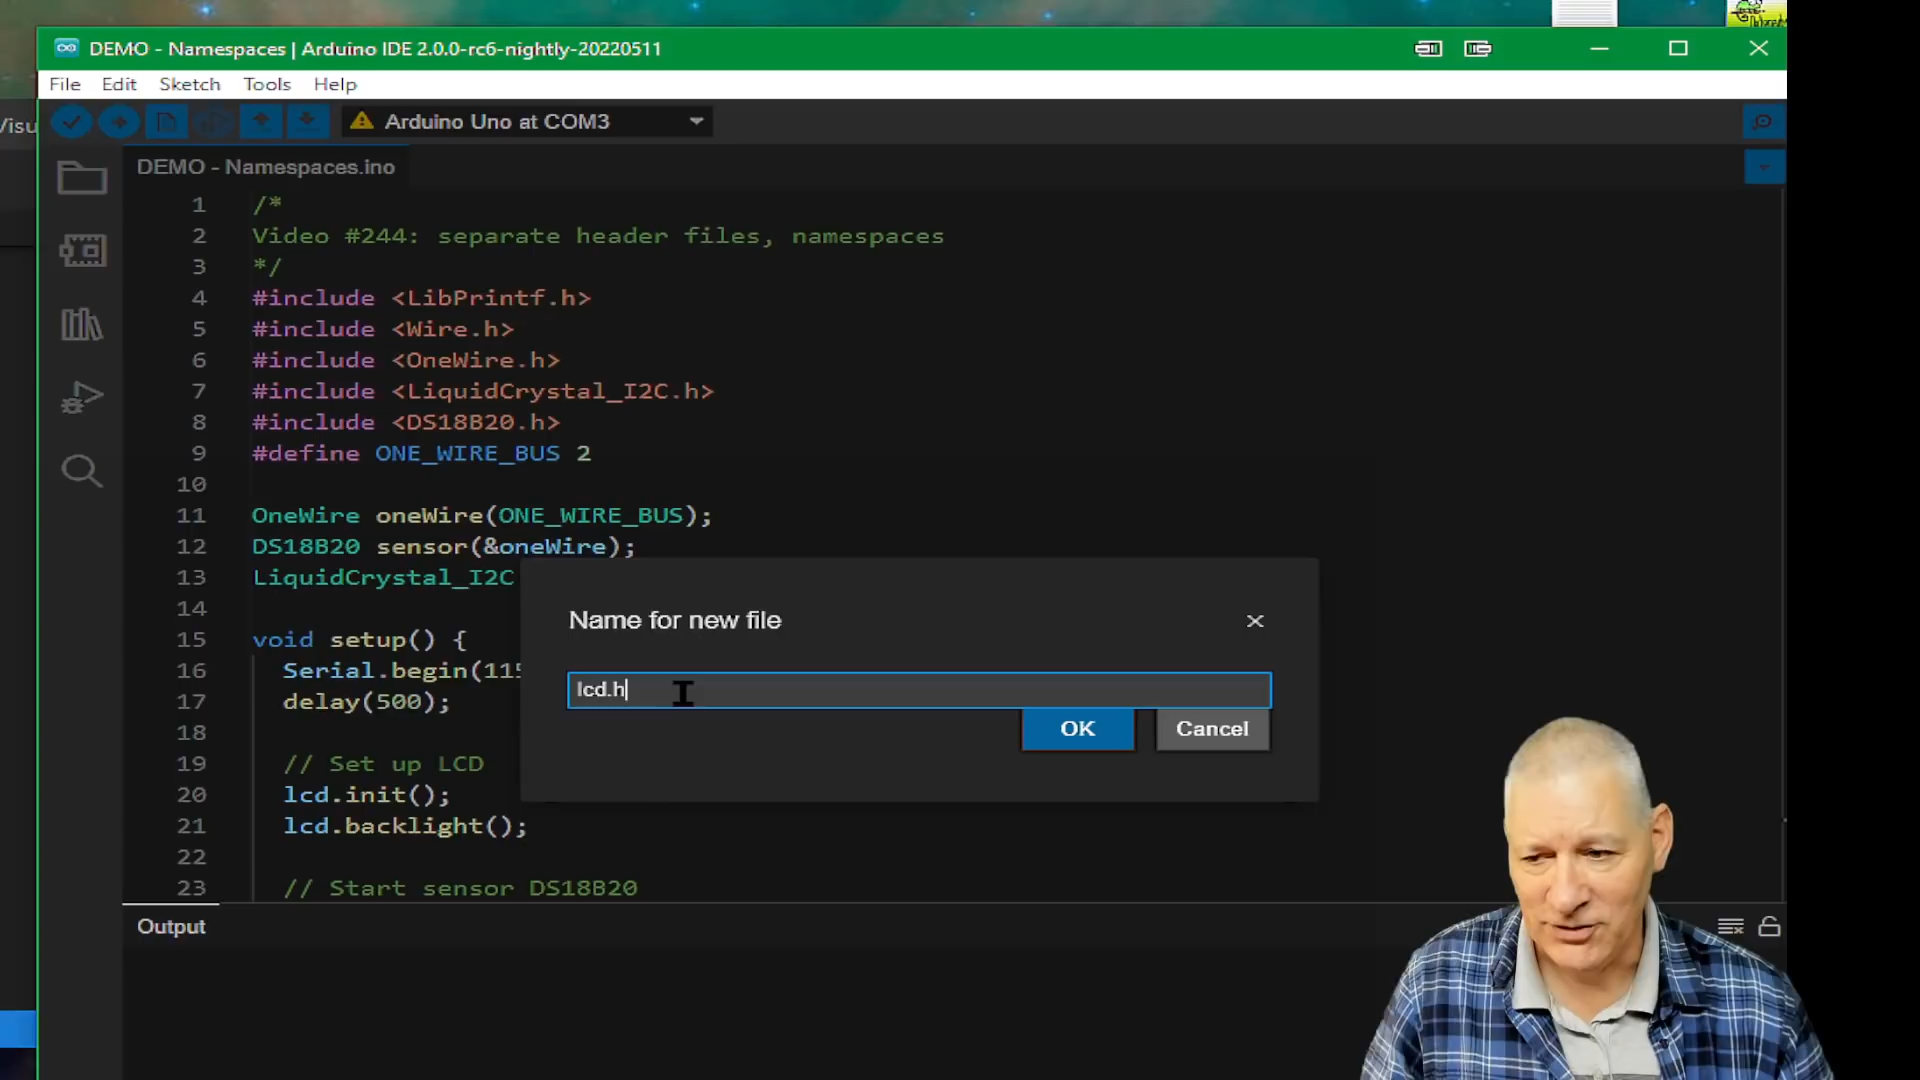 DEMO - Namespaces | Arduino IDE 2.0.0-rc6-nightly-20220511
File Edit Sketch Tools Help
Arduino Uno at COM3
DEMO - Namespaces.ino
1 /*
2 Video #244: separate header files, namespaces
3 */
4 #include <LibPrintf.h>
5 #include <Wire.h>
6 #include <OneWire.h>
7 #include <LiquidCrystal_I2C.h>
8 #include <DS18B20.h>
9 #define ONE_WIRE_BUS 2
10
11 OneWire oneWire(ONE_WIRE_BUS);
12 DS18B20 sensor(&oneWire);
13 LiquidCrystal_I2C
14
15 void setup() {
16 Serial.begin(115
17 delay(500);
18
19 // Set up LCD
20 lcd.init();
21 lcd.backlight();
22
23 // Start sensor DS18B20
Name for new file
lcd.h
OK Cancel
Output